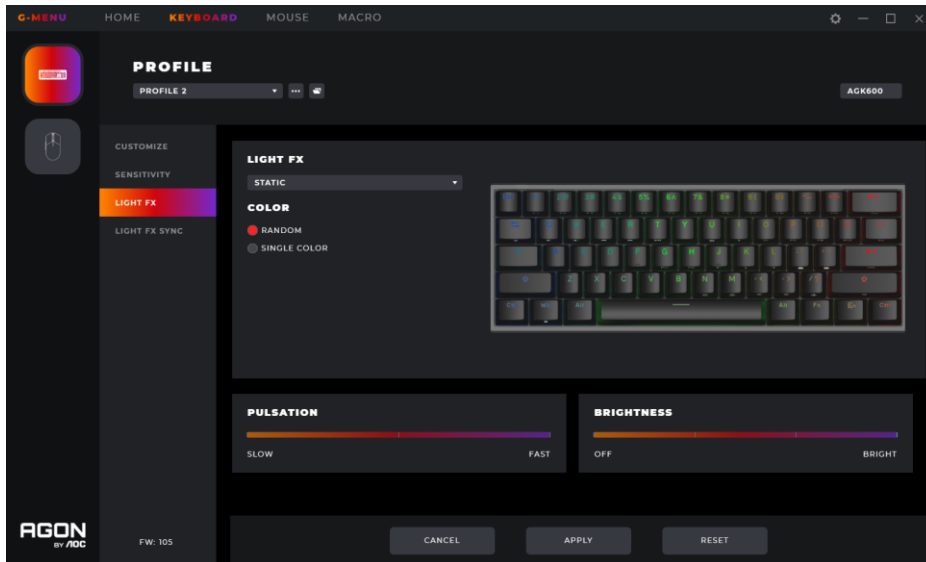 G-MENU HOME KEYBOARD MOUSE MACRO
PROFILE
PROFILE 2
AGK600
CUSTOMIZE
SENSITIVITY
LIGHT FX
LIGHT FX SYNC
LIGHT FX
STATIC
COLOR
RANDOM
SINGLE COLOR
PULSATION
SLOW FAST
BRIGHTNESS
OFF BRIGHT
AGON
BY AOC
FW: 105
CANCEL APPLY RESET